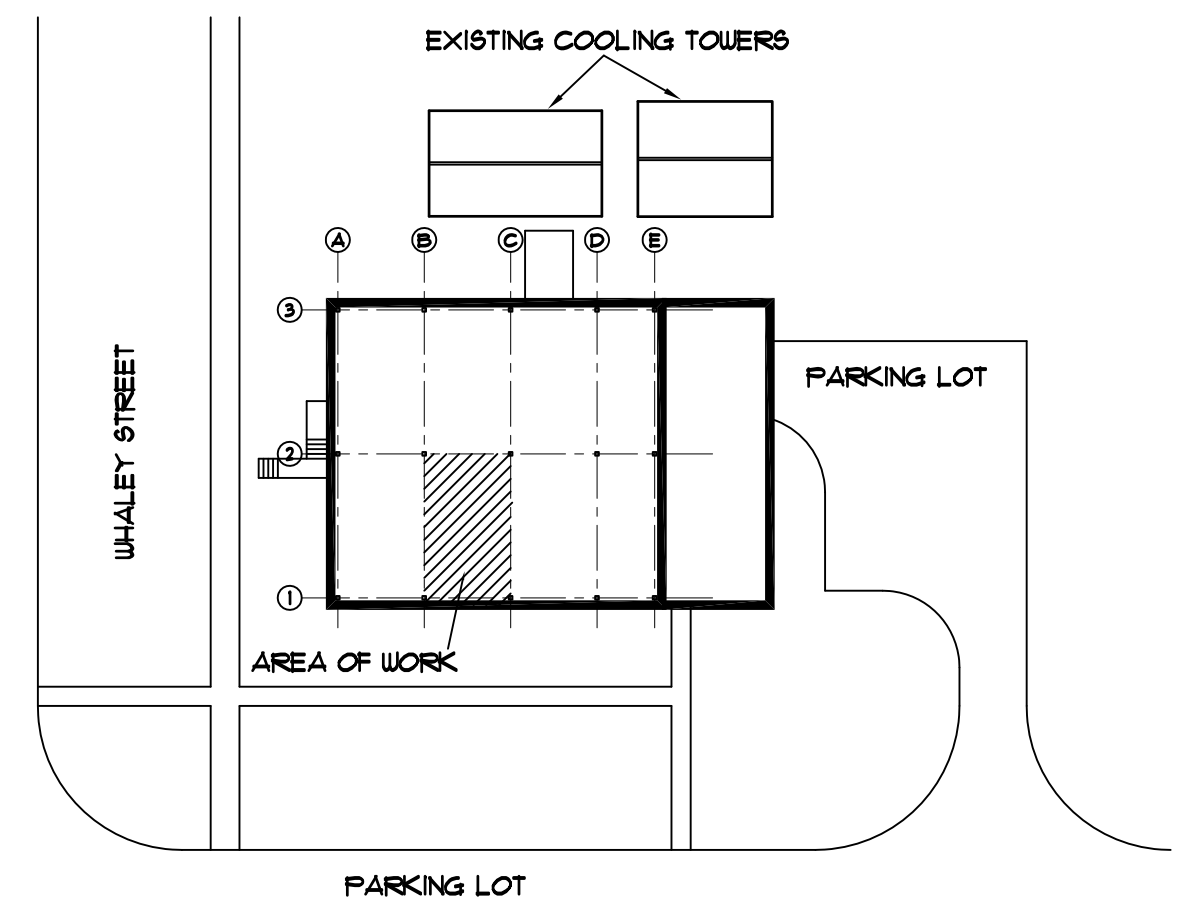 EXISTING COOLING TOWERS
A B C D E
3
WHALEY STREET
PARKING LOT
2
1
AREA OF WORK
PARKING LOT